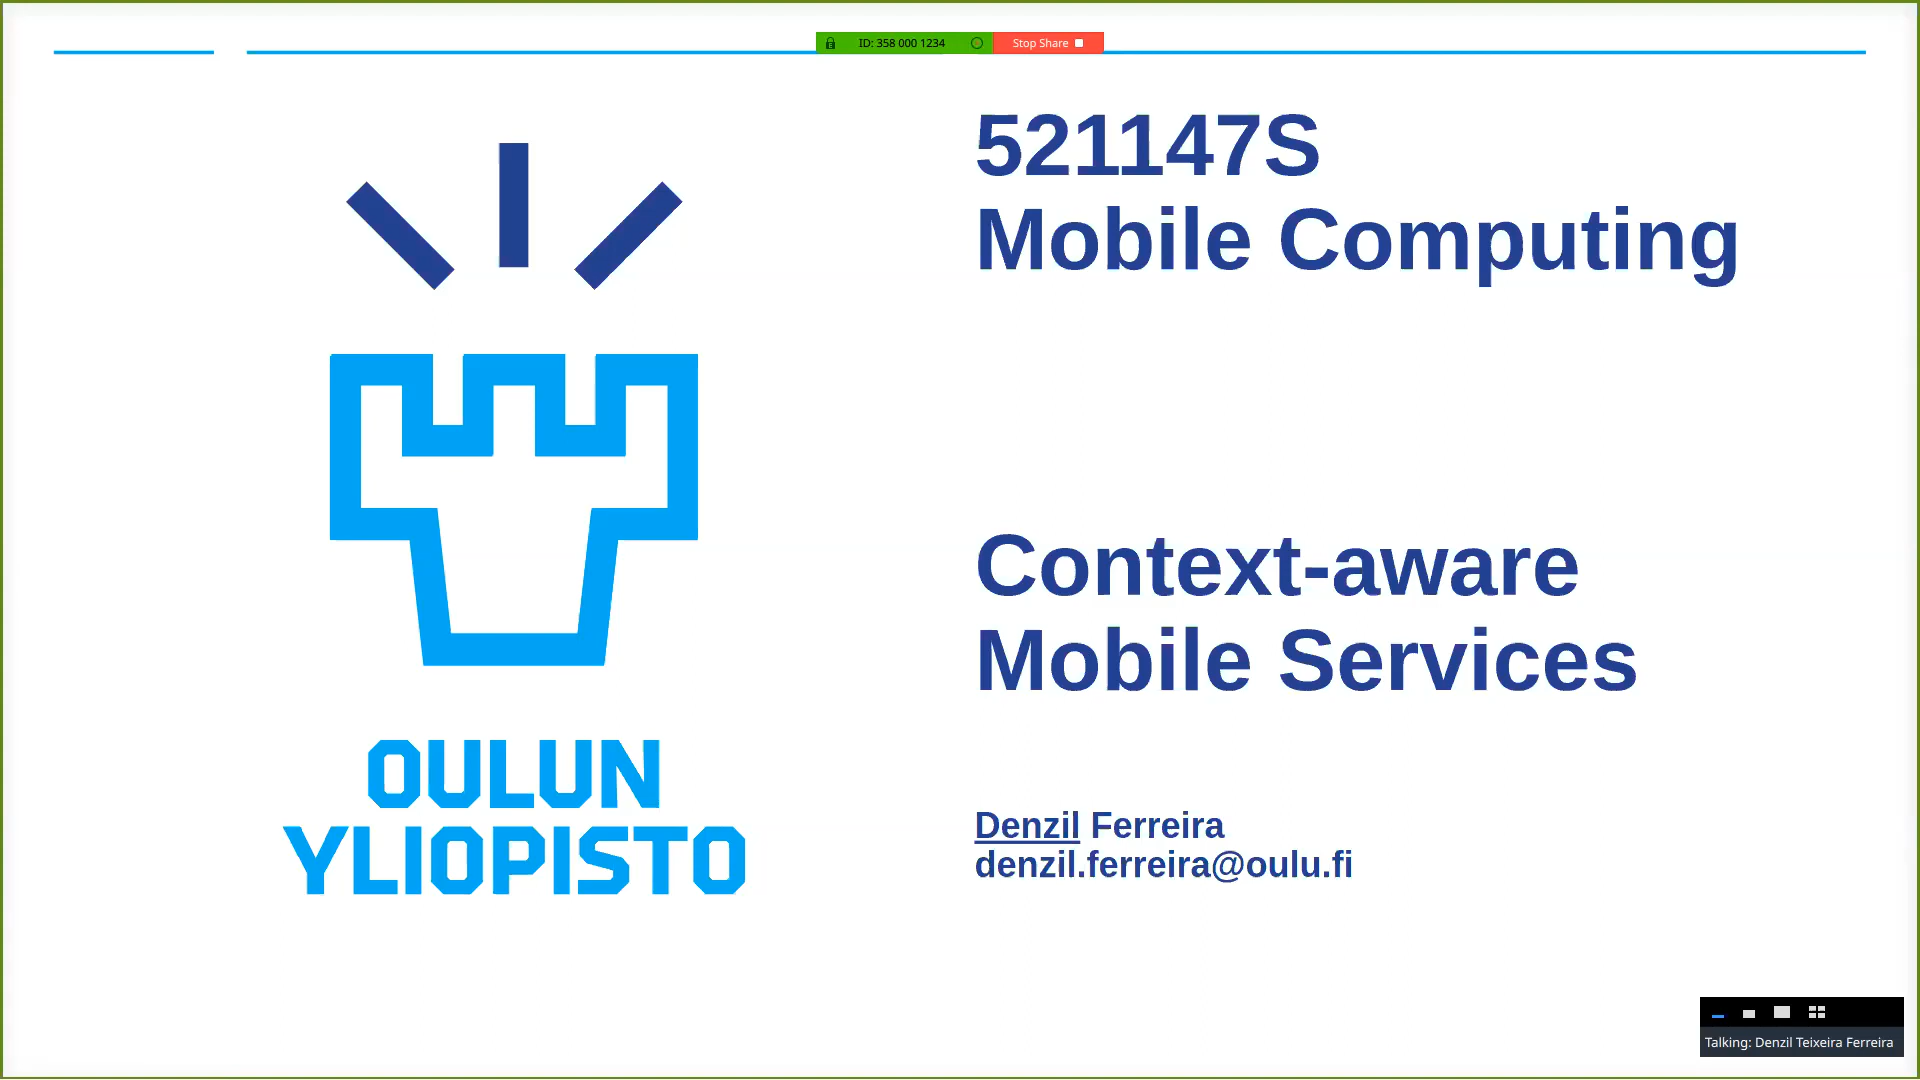 ID: 358 000 1234
Stop Share
521147S
Mobile Computing
Context-aware
Mobile Services
OULUN
YLIOPISTO
Denzil Ferreira
denzil.ferreira@oulu.fi
Talking: Denzil Teixeira Ferreira